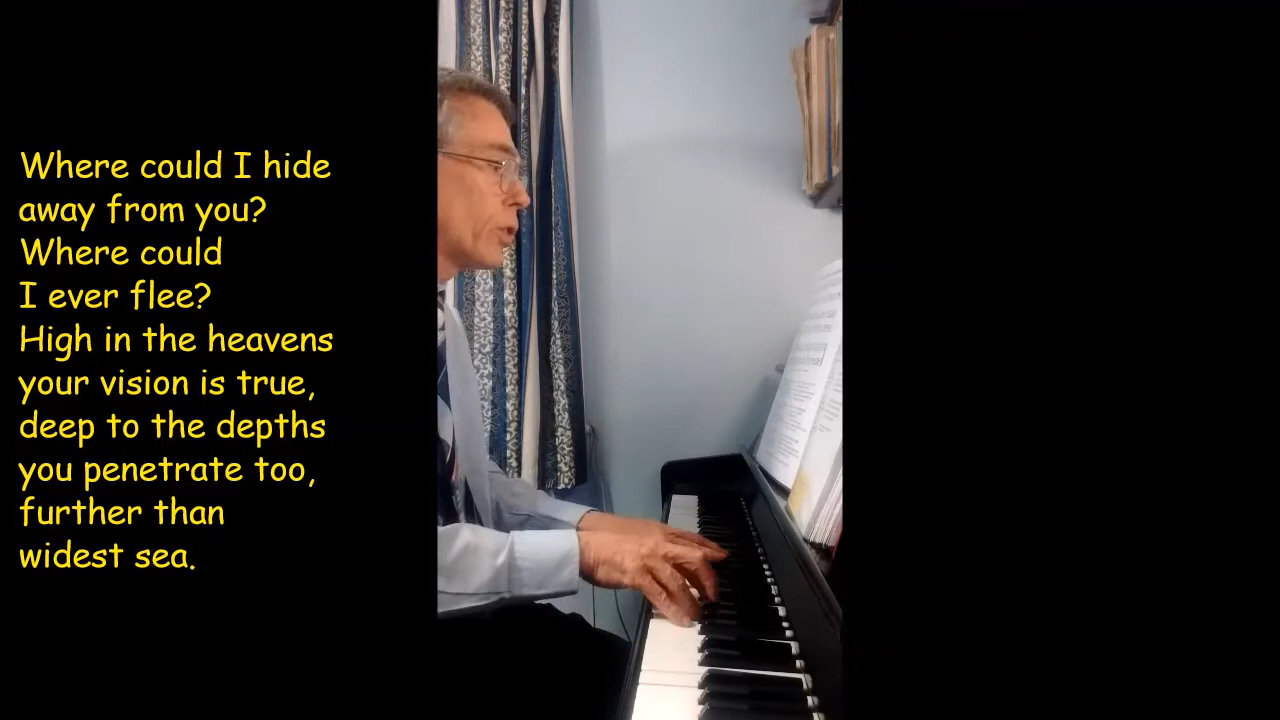 Where could I hide
away from you?
Where could
I ever flee?
High in the heavens
your vision is true,
deep to the depths
you penetrate too,
further than
widest sea.